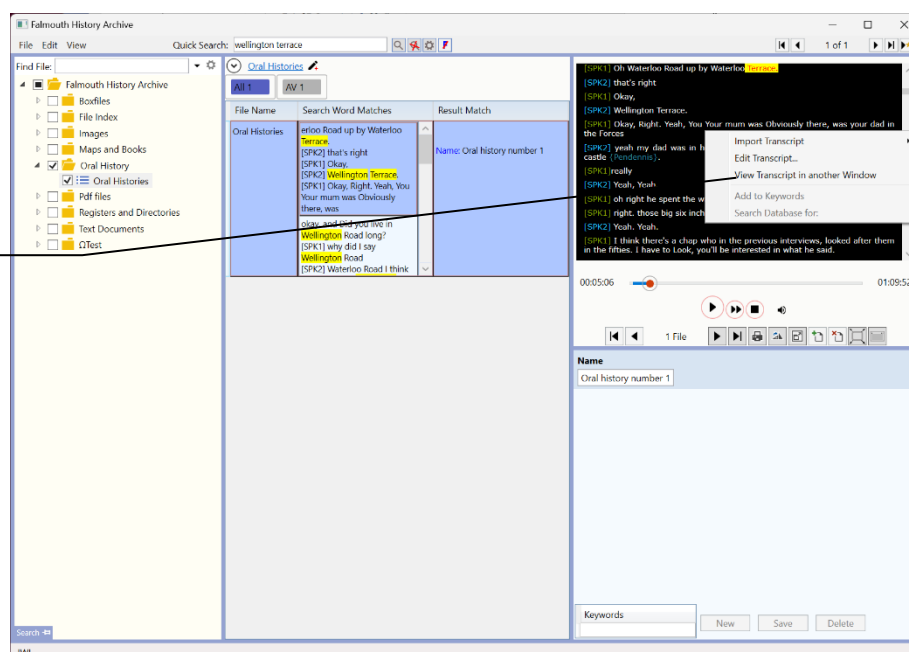 Falmouth History Archive
File Edit View Quick Search: wellington terrace 1 of 1
Find File:
Falmouth History Archive
Boxfiles
File Index
Images
Maps and Books
Oral History
Oral Histories
Pdf files
Registers and Directories
Text Documents
ΩTest
Search
Oral Histories
All 1 AV 1
File Name Search Word Matches Result Match
Oral Histories
erloo Road up by Waterloo
Terrace,
[SPK2] that's right
[SPK1] Okay,
[SPK2] Wellington Terrace.
[SPK1] Okay, Right. Yeah, You
Your mum was Obviously
there, was
okay, and Did you live in
Wellington Road long?
[SPK1] why did I say
Wellington Road
[SPK2] Waterloo Road I think
Name: Oral history number 1
[SPK1] Oh Waterloo Road up by Waterloo Terrace,
[SPK2] that's right
[SPK1] Okay,
[SPK2] Wellington Terrace.
[SPK1] Okay, Right. Yeah, You Your mum was Obviously there, was your dad in
the Forces
[SPK2] yeah my dad was in h
castle (Pendennis).
[SPK1]really
[SPK2] Yeah, Yeah
[SPK1] oh right he spent the w
[SPK1] right. those big six inch
[SPK2] Yeah. Yeah.
[SPK1] I think there's a chap who in the previous interviews, looked after them
in the fifties. I have to Look, you'll be interested in what he said.
Import Transcript
Edit Transcript...
View Transcript in another Window
Add to Keywords
Search Database for:
00:05:06 01:09:52
1 File
Name
Oral history number 1
Keywords
New Save Delete